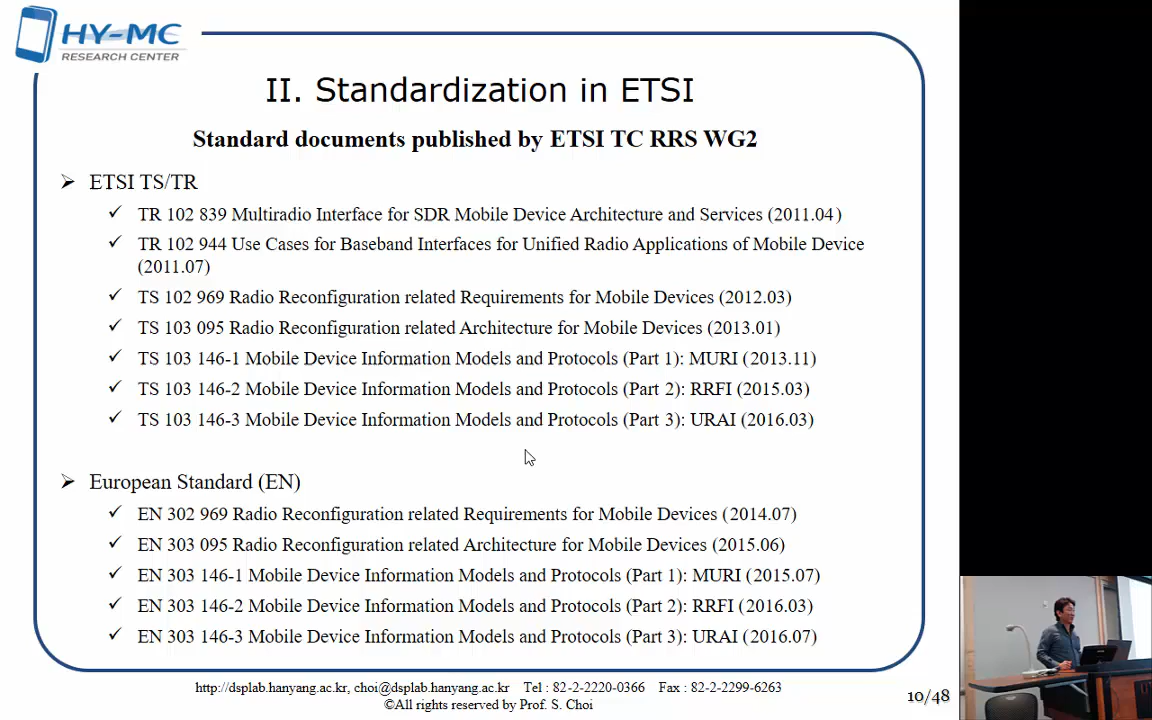 HY-MC
RESEARCH CENTER
II. Standardization in ETSI
Standard documents published by ETSI TC RRS WG2
ETSI TS/TR
TR 102 839 Multiradio Interface for SDR Mobile Device Architecture and Services (2011.04)
TR 102 944 Use Cases for Baseband Interfaces for Unified Radio Applications of Mobile Device
(2011.07)
TS 102 969 Radio Reconfiguration related Requirements for Mobile Devices (2012.03)
TS 103 095 Radio Reconfiguration related Architecture for Mobile Devices (2013.01)
TS 103 146-1 Mobile Device Information Models and Protocols (Part 1): MURI (2013.11)
TS 103 146-2 Mobile Device Information Models and Protocols (Part 2): RRFI (2015.03)
TS 103 146-3 Mobile Device Information Models and Protocols (Part 3): URAI (2016.03)
European Standard (EN)
EN 302 969 Radio Reconfiguration related Requirements for Mobile Devices (2014.07)
EN 303 095 Radio Reconfiguration related Architecture for Mobile Devices (2015.06)
EN 303 146-1 Mobile Device Information Models and Protocols (Part 1): MURI (2015.07)
EN 303 146-2 Mobile Device Information Models and Protocols (Part 2): RRFI (2016.03)
EN 303 146-3 Mobile Device Information Models and Protocols (Part 3): URAI (2016.07)
http://dsplab.hanyang.ac.kr, choi@dsplab.hanyang.ac.kr Tel : 82-2-2220-0366 Fax : 82-2-2299-6263
©All rights reserved by Prof. S. Choi
10/48